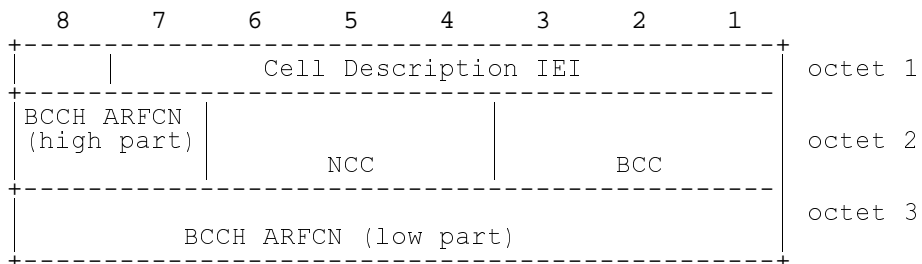 8 7 6 5 4 3 2 1
Cell Description IEI octet 1
BCCH ARFCN
(high part) octet 2
NCC BCC
octet 3
BCCH ARFCN (low part)